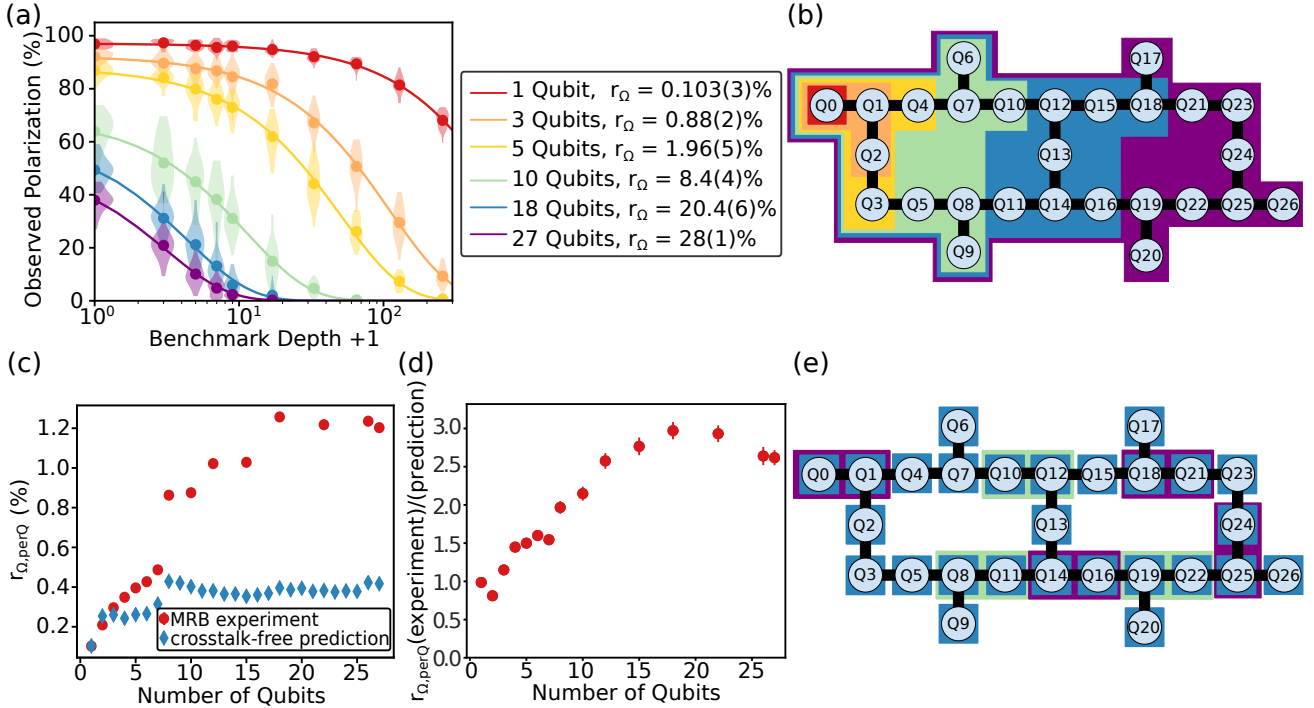 (a)
Observed Polarization (%)
100
80
60
40
20
0
10⁰
10¹
10²
Benchmark Depth +1
1 Qubit, r_Ω = 0.103(3)%
3 Qubits, r_Ω = 0.88(2)%
5 Qubits, r_Ω = 1.96(5)%
10 Qubits, r_Ω = 8.4(4)%
18 Qubits, r_Ω = 20.4(6)%
27 Qubits, r_Ω = 28(1)%
(b)
Q6 Q17
Q0 Q1 Q4 Q7 Q10 Q12 Q15 Q18 Q21 Q23
Q2 Q13 Q24
Q3 Q5 Q8 Q11 Q14 Q16 Q19 Q22 Q25 Q26
Q9 Q20
(c)
r_Ω,perQ (%)
1.2
1.0
0.8
0.6
0.4
0.2
MRB experiment
crosstalk-free prediction
0 5 10 15 20 25
Number of Qubits
(d)
r_Ω,perQ(experiment)/(prediction)
3.0
2.5
2.0
1.5
1.0
0.5
0.0
0 5 10 15 20 25
Number of Qubits
(e)
Q6 Q17
Q0 Q1 Q4 Q7 Q10 Q12 Q15 Q18 Q21 Q23
Q2 Q13 Q24
Q3 Q5 Q8 Q11 Q14 Q16 Q19 Q22 Q25 Q26
Q9 Q20